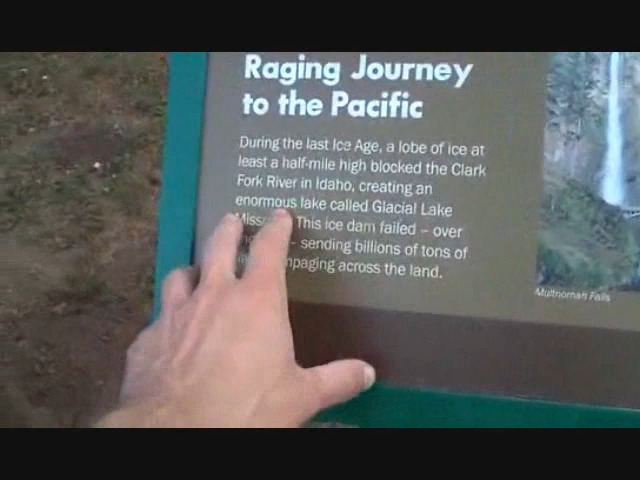 Raging Journey
to the Pacific
During the last Ice Age, a lobe of ice at
least a half-mile high blocked the Clark
Fork River in Idaho, creating an
enormous lake called Glacial Lake
This ice dam failed – over
– sending billions of tons of
across the land.
Multnomah Falls